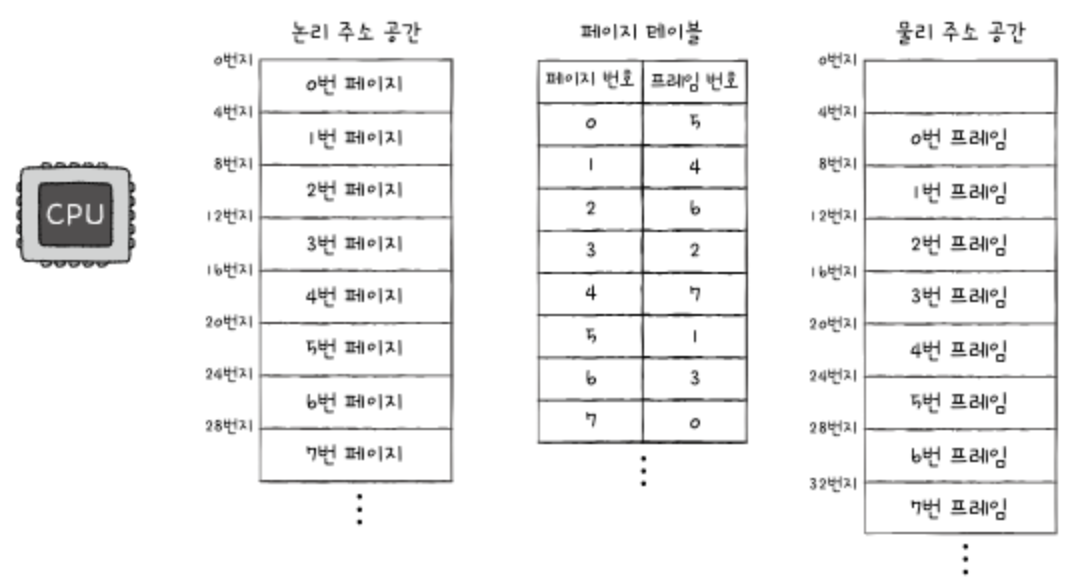 논리 주소 공간
0번지
0번 페이지
4번지
1번 페이지
8번지
2번 페이지
12번지
3번 페이지
16번지
4번 페이지
20번지
5번 페이지
24번지
6번 페이지
28번지
7번 페이지
CPU
페이지 테이블
페이지 번호 프레임 번호
0 5
1 4
2 6
3 2
4 7
5 1
6 3
7 0
물리 주소 공간
0번지
4번지
0번 프레임
8번지
1번 프레임
12번지
2번 프레임
16번지
3번 프레임
20번지
4번 프레임
24번지
5번 프레임
28번지
6번 프레임
32번지
7번 프레임